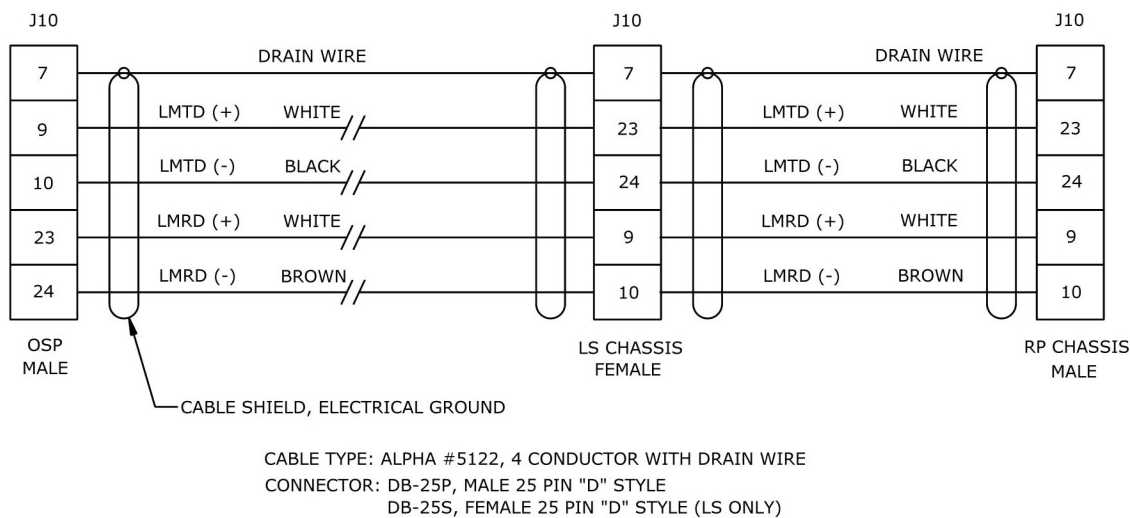 J10 J10 J10
7 DRAIN WIRE 7 DRAIN WIRE 7
9 LMTD (+) WHITE 23 LMTD (+) WHITE 23
10 LMTD (-) BLACK 24 LMTD (-) BLACK 24
23 LMRD (+) WHITE 9 LMRD (+) WHITE 9
24 LMRD (-) BROWN 10 LMRD (-) BROWN 10
OSP
MALE
LS CHASSIS
FEMALE
RP CHASSIS
MALE
CABLE SHIELD, ELECTRICAL GROUND
CABLE TYPE: ALPHA #5122, 4 CONDUCTOR WITH DRAIN WIRE
CONNECTOR: DB-25P, MALE 25 PIN "D" STYLE
DB-25S, FEMALE 25 PIN "D" STYLE (LS ONLY)